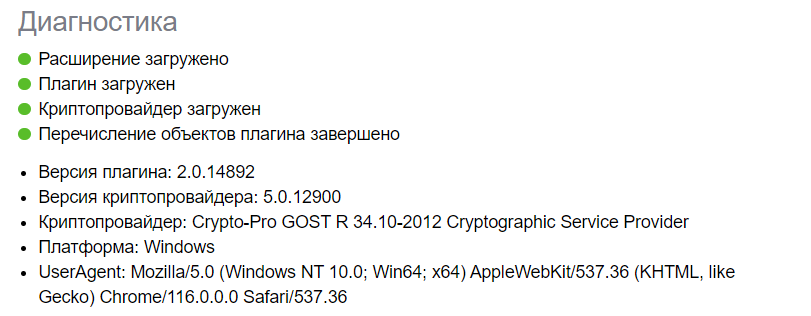 Диагностика
Расширение загружено
Плагин загружен
Криптопровайдер загружен
Перечисление объектов плагина завершено
Версия плагина: 2.0.14892
Версия криптопровайдера: 5.0.12900
Криптопровайдер: Crypto-Pro GOST R 34.10-2012 Cryptographic Service Provider
Платформа: Windows
UserAgent: Mozilla/5.0 (Windows NT 10.0; Win64; x64) AppleWebKit/537.36 (KHTML, like
Gecko) Chrome/116.0.0.0 Safari/537.36